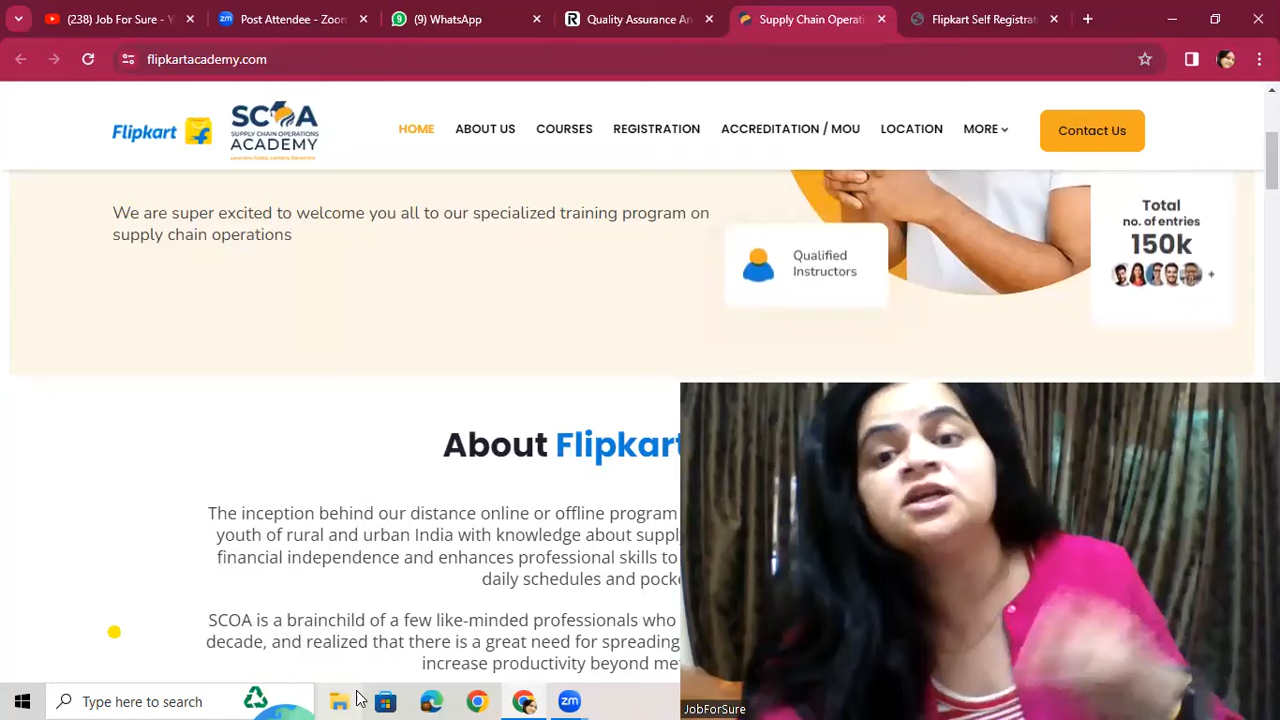 (238) Job For Sure - Y
Post Attendee - Zoom
(9) WhatsApp
Quality Assurance An
Supply Chain Operati
Flipkart Self Registrat
flipkartacademy.com
Flipkart
SCOA
SUPPLY CHAIN OPERATIONS
ACADEMY
HOME
ABOUT US
COURSES
REGISTRATION
ACCREDITATION / MOU
LOCATION
MORE
Contact Us
We are super excited to welcome you all to our specialized training program on
supply chain operations
Qualified
Instructors
Total
no. of entries
150k
+
About Flipkart
The inception behind our distance online or offline program
youth of rural and urban India with knowledge about suppl
financial independence and enhances professional skills to
daily schedules and pocke
SCOA is a brainchild of a few like-minded professionals who
decade, and realized that there is a great need for spreading
increase productivity beyond me
Type here to search
zm
JobForSure